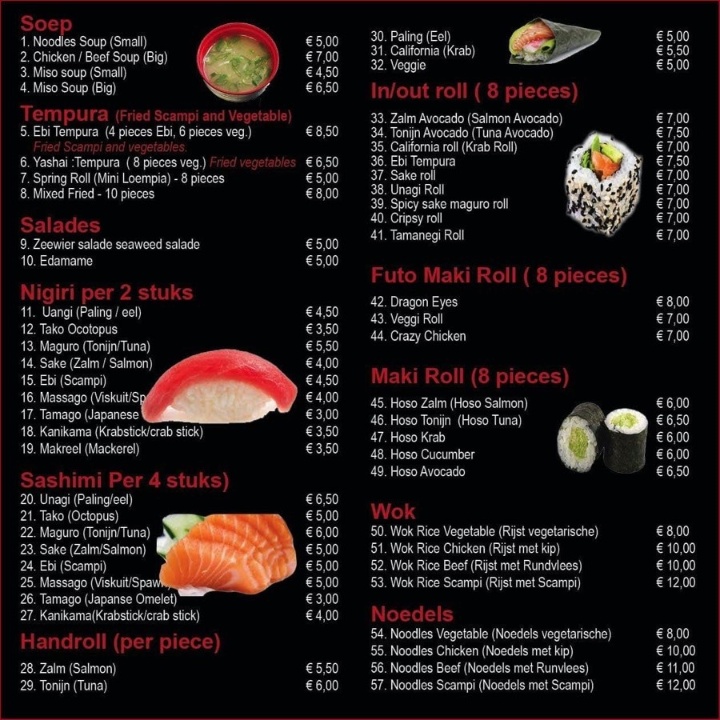 Soep
1. Noodles Soup (Small) € 5,00
2. Chicken / Beef Soup (Big) € 7,00
3. Miso soup (Small) € 4,50
4. Miso Soup (Big) € 6,50
Tempura (Fried Scampi and Vegetable)
5. Ebi Tempura (4 pieces Ebi, 6 pieces veg.) € 8,50
Fried Scampi and vegetables.
6. Yashai :Tempura ( 8 pieces veg.) Fried vegetables € 6,50
7. Spring Roll (Mini Loempia) - 8 pieces € 5,00
8. Mixed Fried - 10 pieces € 8,00
Salades
9. Zeewier salade seaweed salade € 5,00
10. Edamame € 5,00
Nigiri per 2 stuks
11. Uangi (Paling / eel) € 4,50
12. Tako Ocotopus € 3,50
13. Maguro (Tonijn/Tuna) € 5,50
14. Sake (Zalm / Salmon) € 4,00
15. Ebi (Scampi) € 4,50
16. Massago (Viskuit/Sp € 4,00
17. Tamago (Japanese € 3,00
18. Kanikama (Krabstick/crab stick) € 3,50
19. Makreel (Mackerel) € 3,50
Sashimi Per 4 stuks)
20. Unagi (Paling/eel) € 6,50
21. Tako (Octopus) € 5,00
22. Maguro (Tonijn/Tuna) € 6,00
23. Sake (Zalm/Salmon) € 5,00
24. Ebi (Scampi) € 5,00
25. Massago (Viskuit/Spaw € 5,00
26. Tamago (Japanse Omelet) € 3,00
27. Kanikama(Krabstick/crab stick) € 4,00
Handroll (per piece)
28. Zalm (Salmon) € 5,50
29. Tonijn (Tuna) € 6,00
30. Paling (Eel) € 5,00
31. California (Krab) € 5,50
32. Veggie € 5,00
In/out roll ( 8 pieces)
33. Zalm Avocado (Salmon Avocado) € 7,00
34. Tonijn Avocado (Tuna Avocado) € 7,50
35. California roll (Krab Roll) € 7,00
36. Ebi Tempura € 7,50
37. Sake roll € 7,00
38. Unagi Roll € 7,00
39. Spicy sake maguro roll € 7,00
40. Cripsy roll € 7,00
41. Tamanegi Roll € 7,00
Futo Maki Roll ( 8 pieces)
42. Dragon Eyes € 8,00
43. Veggi Roll € 7,00
44. Crazy Chicken € 7,00
Maki Roll (8 pieces)
45. Hoso Zalm (Hoso Salmon) € 6,00
46. Hoso Tonijn (Hoso Tuna) € 6,50
47. Hoso Krab € 6,00
48. Hoso Cucumber € 6,00
49. Hoso Avocado € 6,50
Wok
50. Wok Rice Vegetable (Rijst vegetarische) € 8,00
51. Wok Rice Chicken (Rijst met kip) € 10,00
52. Wok Rice Beef (Rijst met Rundvlees) € 10,00
53. Wok Rice Scampi (Rijst met Scampi) € 12,00
Noedels
54. Noodles Vegetable (Noedels vegetarische) € 8,00
55. Noodles Chicken (Noedels met kip) € 10,00
56. Noodles Beef (Noedels met Runvlees) € 11,00
57. Noodles Scampi (Noedels met Scampi) € 12,00